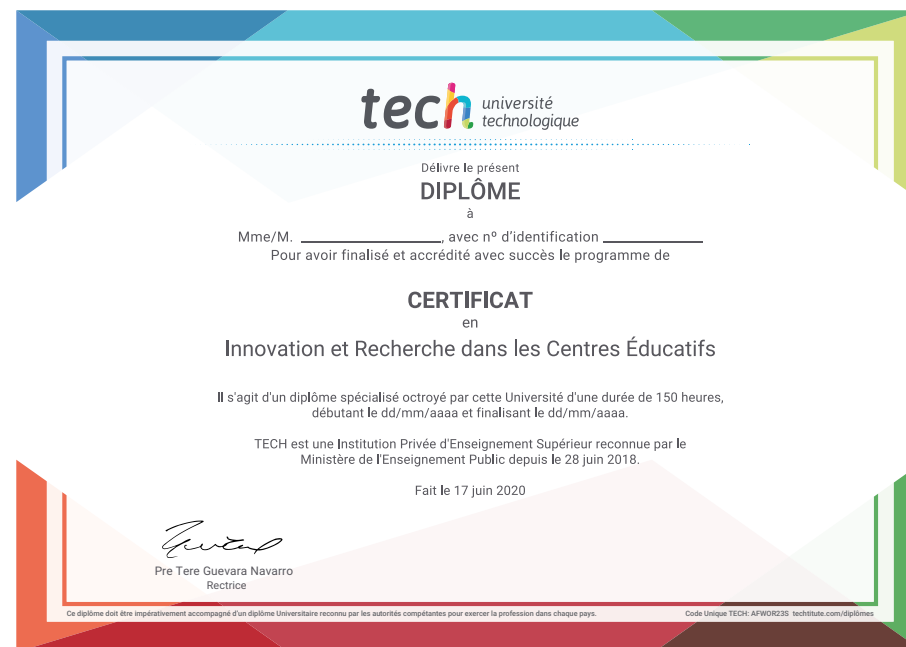 tech université
technologique
Délivre le présent
DIPLÔME
à
Mme/M. ____________________, avec nº d'identification ______________
Pour avoir finalisé et accrédité avec succès le programme de
CERTIFICAT
en
Innovation et Recherche dans les Centres Éducatifs
Il s'agit d'un diplôme spécialisé octroyé par cette Université d'une durée de 150 heures,
débutant le dd/mm/aaaa et finalisant le dd/mm/aaaa.
TECH est une Institution Privée d'Enseignement Supérieur reconnue par le
Ministère de l'Enseignement Public depuis le 28 juin 2018.
Fait le 17 juin 2020
Pre Tere Guevara Navarro
Rectrice
Ce diplôme doit être impérativement accompagné d'un diplôme Universitaire reconnu par les autorités compétantes pour exercer la profession dans chaque pays. Code Unique TECH: AFWOR23S techtitute.com/diplômes